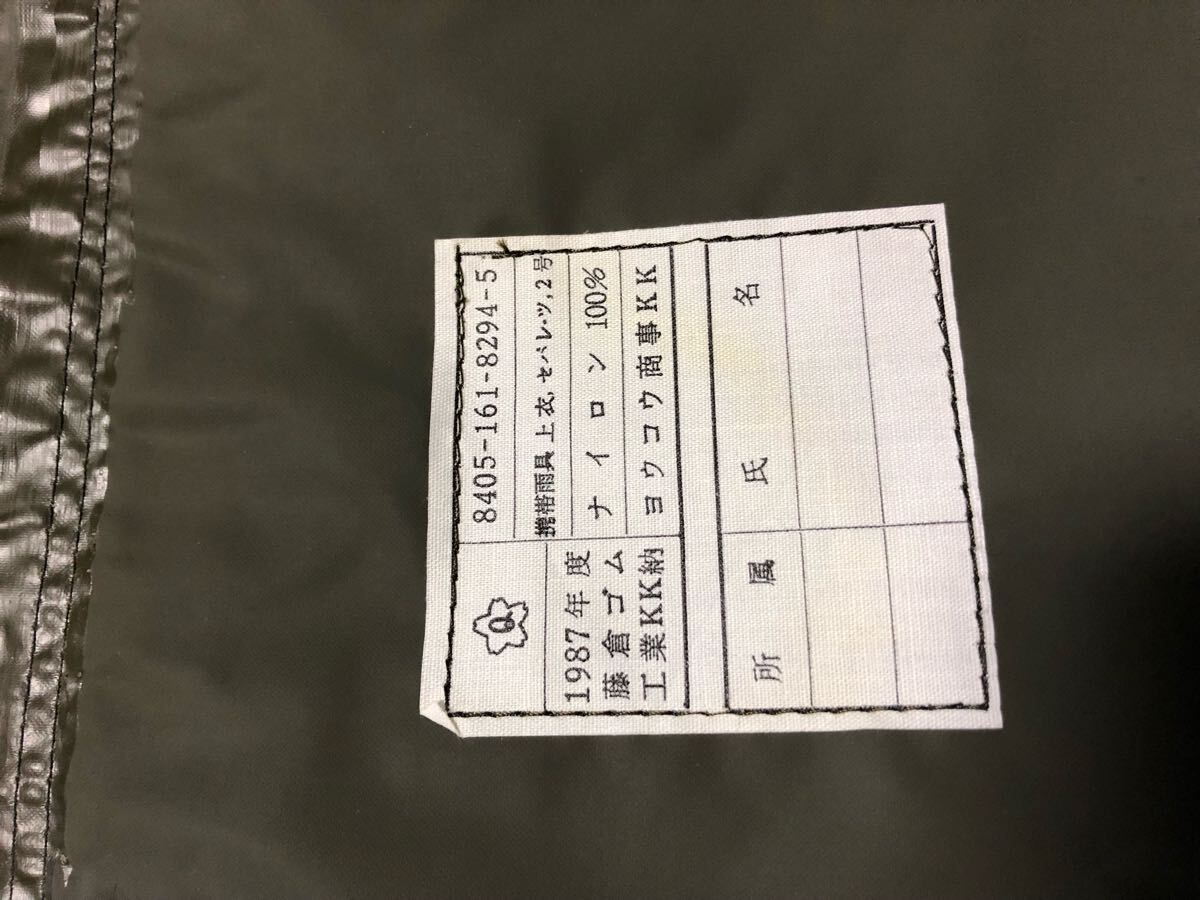 Q
8405-161-8294-5
携帯雨具 上衣,セパレ-ツ,2号
1987年度
藤倉ゴム
工業KK納
ナイロン 100%
ヨウコウ商事KK
所属
氏名